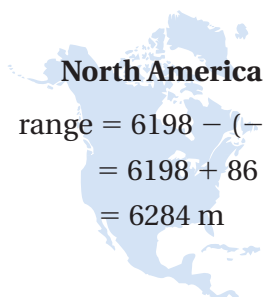 North America
range = 6198 − (−
= 6198 + 86
= 6284 m